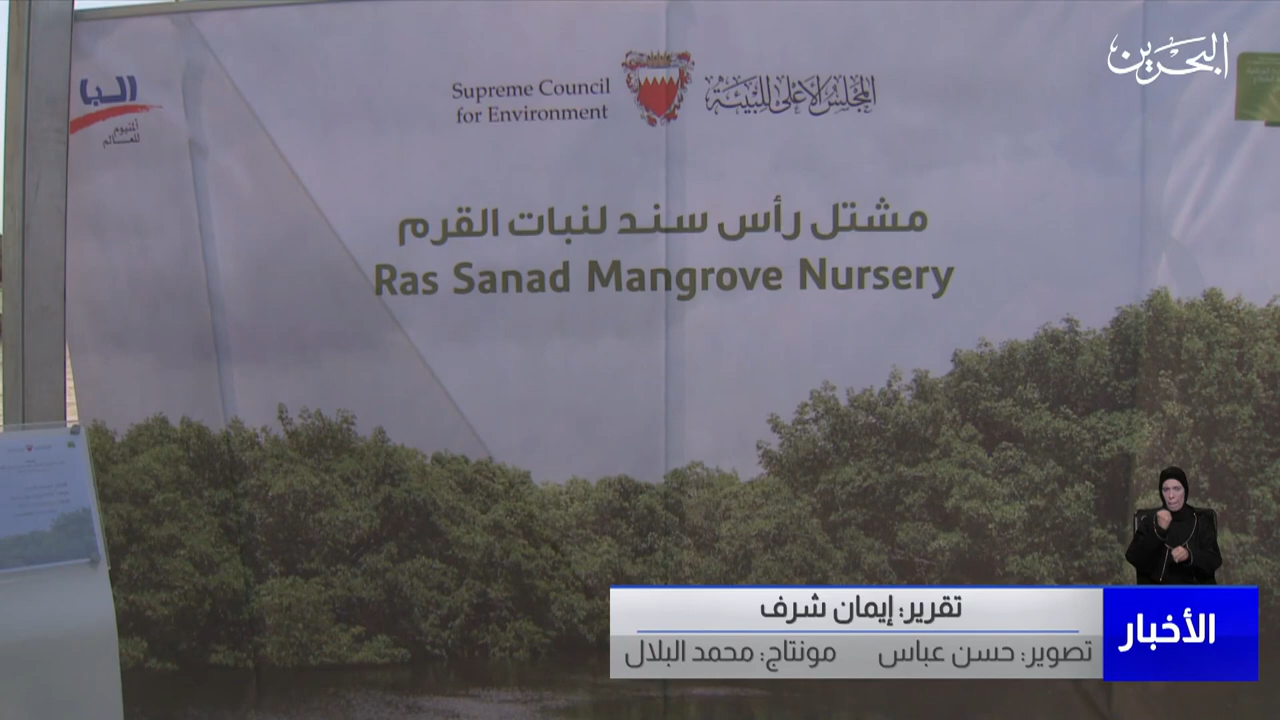 البحرين
البا
ألمنيوم
للعالم
Supreme Council
for Environment
المجلس الأعلى للبيئة
مشتل رأس سند لنبات القرم
Ras Sanad Mangrove Nursery
تقرير: إيمان شرف
الأخبار
تصوير: حسن عباس مونتاج: محمد البلال